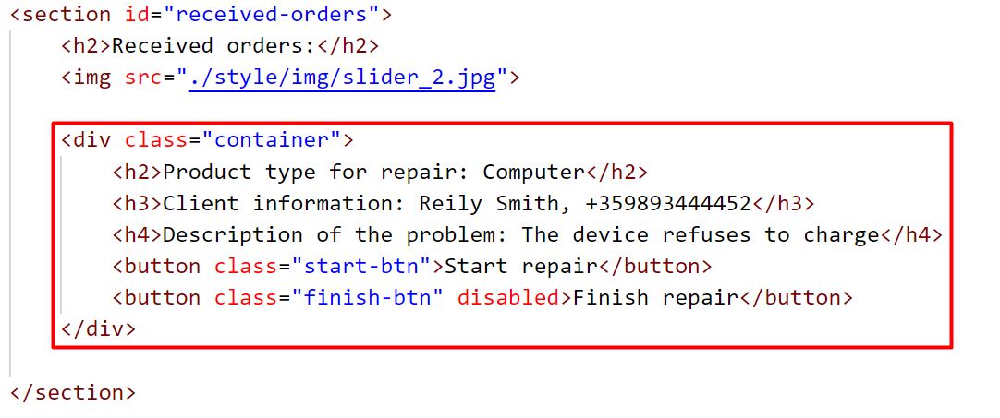 <section id="received-orders">
<h2>Received orders:</h2>
<img src="./style/img/slider_2.jpg">
<div class="container">
<h2>Product type for repair: Computer</h2>
<h3>Client information: Reily Smith, +359893444452</h3>
<h4>Description of the problem: The device refuses to charge</h4>
<button class="start-btn">Start repair</button>
<button class="finish-btn" disabled>Finish repair</button>
</div>
</section>